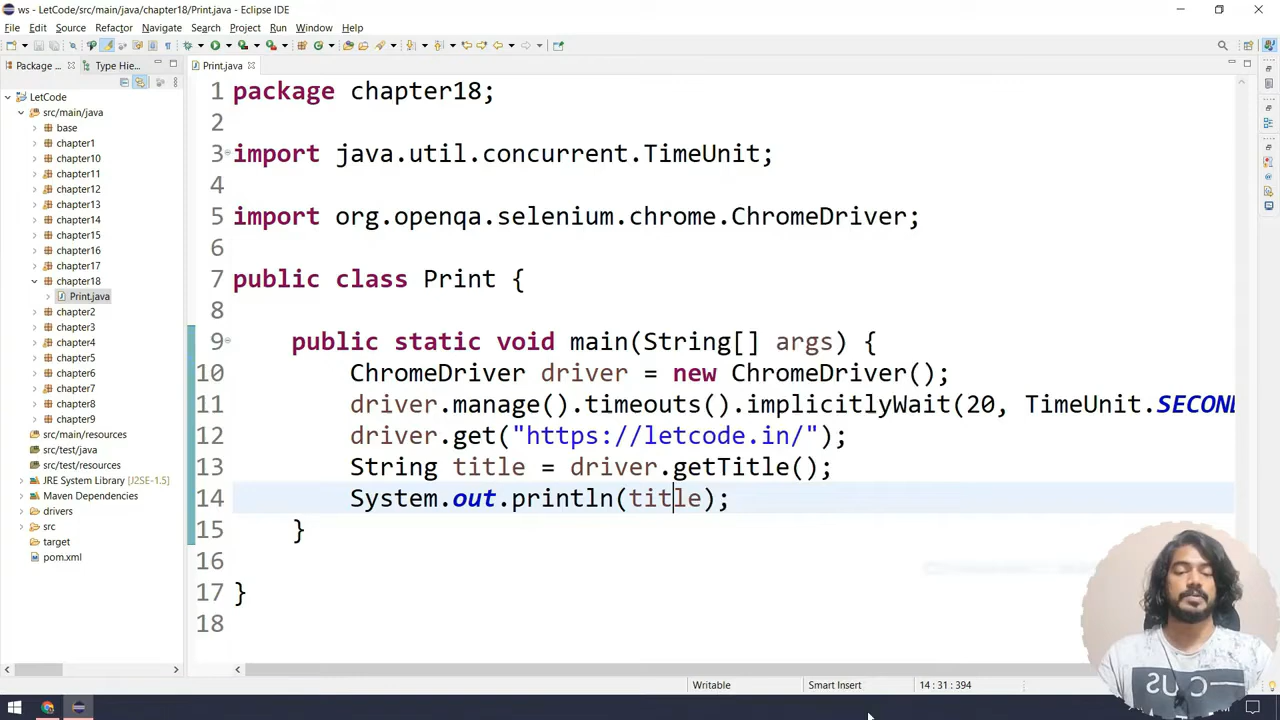 ws - LetCode/src/main/java/chapter18/Print.java - Eclipse IDE
File Edit Source Refactor Navigate Search Project Run Window Help
Package ... Type Hie...
Print.java
LetCode
src/main/java
base
chapter1
chapter10
chapter11
chapter12
chapter13
chapter14
chapter15
chapter16
chapter17
chapter18
Print.java
chapter2
chapter3
chapter4
chapter5
chapter6
chapter7
chapter8
chapter9
src/main/resources
src/test/java
src/test/resources
JRE System Library [J2SE-1.5]
Maven Dependencies
drivers
src
target
pom.xml
1 package chapter18;
2
3 import java.util.concurrent.TimeUnit;
4
5 import org.openqa.selenium.chrome.ChromeDriver;
6
7 public class Print {
8
9 public static void main(String[] args) {
10 ChromeDriver driver = new ChromeDriver();
11 driver.manage().timeouts().implicitlyWait(20, TimeUnit.SECOND
12 driver.get("https://letcode.in/");
13 String title = driver.getTitle();
14 System.out.println(title);
15 }
16
17 }
18
Writable Smart Insert 14 : 31 : 394